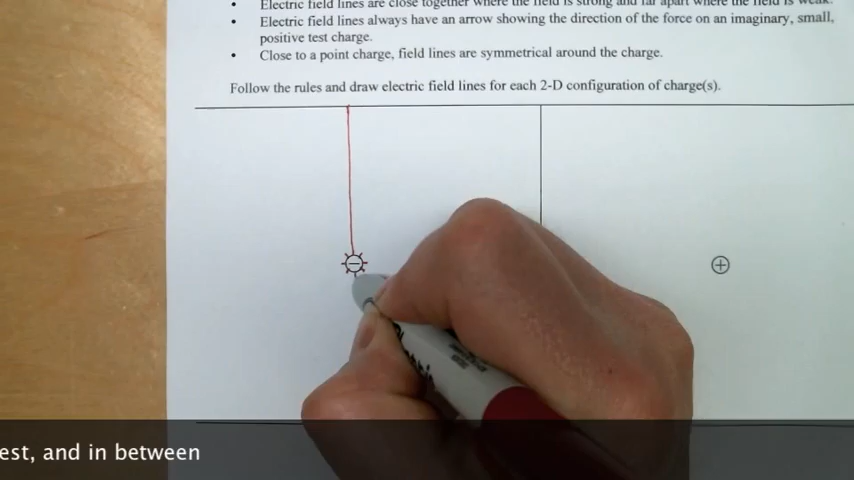 • Electric field lines are close together where the field is strong and far apart where the field is weak.
• Electric field lines always have an arrow showing the direction of the force on an imaginary, small,
positive test charge.
• Close to a point charge, field lines are symmetrical around the charge.
Follow the rules and draw electric field lines for each 2-D configuration of charge(s).
−
+
est, and in between